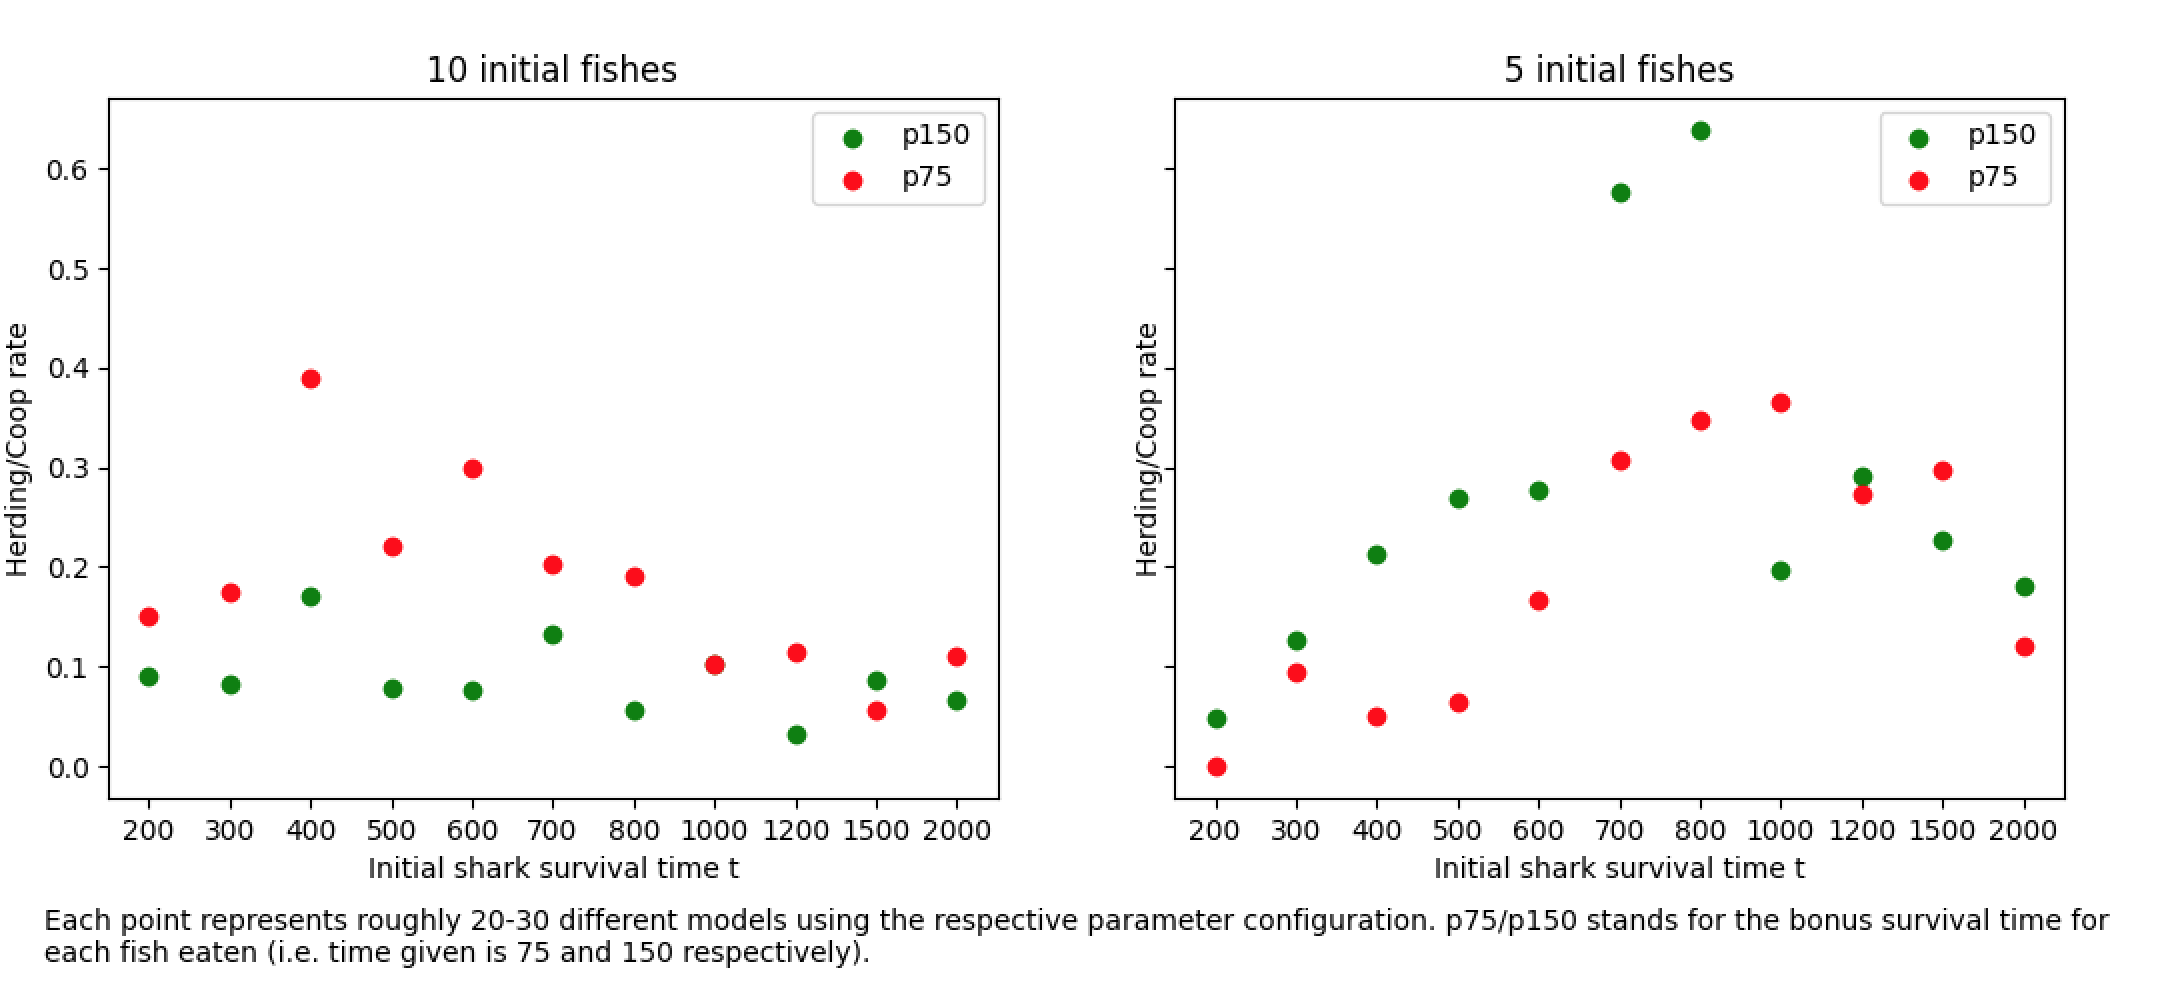 10 initial fishes
p150
p75
Herding/Coop rate
0.6
0.5
0.4
0.3
0.2
0.1
0.0
200 300 400 500 600 700 800 1000 1200 1500 2000
Initial shark survival time t
5 initial fishes
p150
p75
Herding/Coop rate
200 300 400 500 600 700 800 1000 1200 1500 2000
Initial shark survival time t
Each point represents roughly 20-30 different models using the respective parameter configuration. p75/p150 stands for the bonus survival time for
each fish eaten (i.e. time given is 75 and 150 respectively).